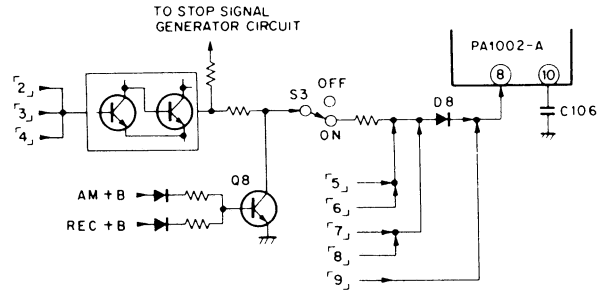 TO STOP SIGNAL
GENERATOR CIRCUIT
PA1002-A
8
10
C106
D8
OFF
S3
ON
「2」
「3」
「4」
Q8
AM +B
REC +B
「5」
「6」
「7」
「8」
「9」